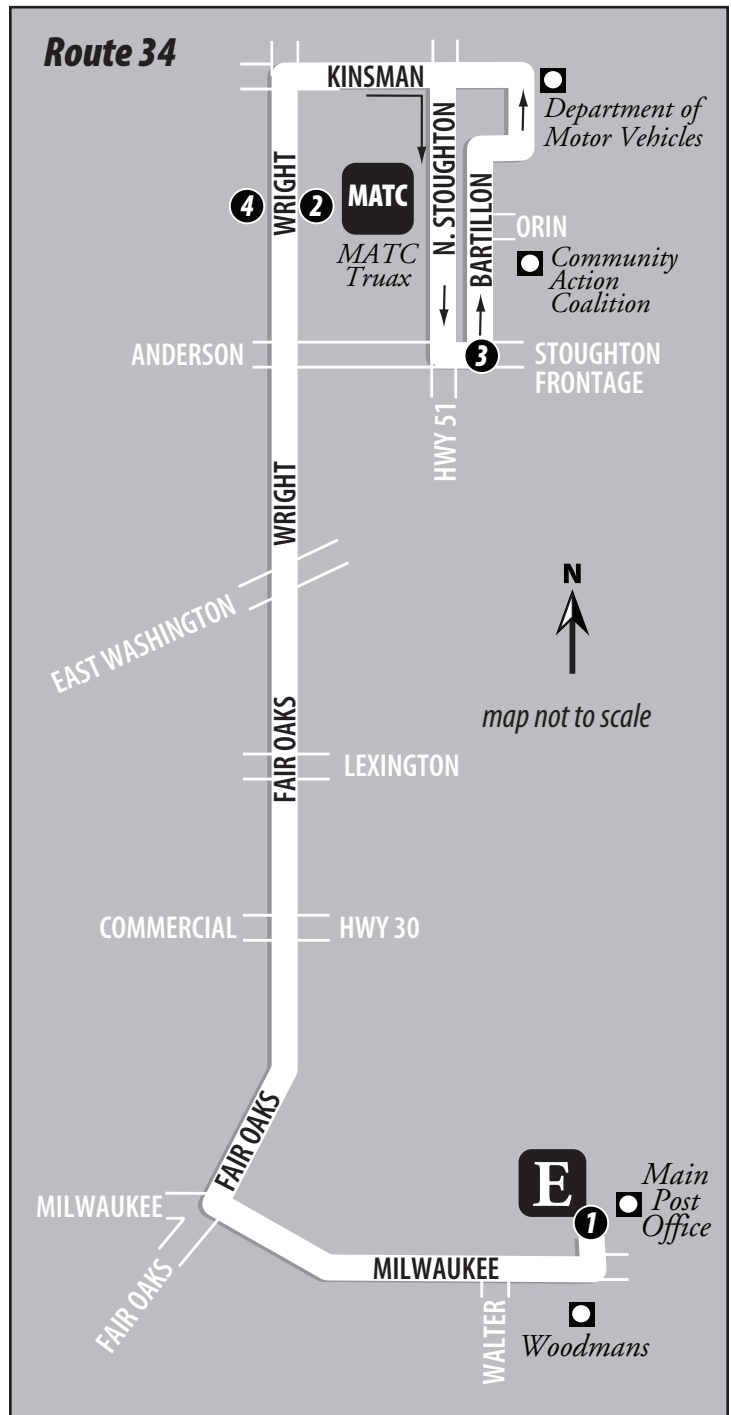 Route 34
KINSMAN
Department of
Motor Vehicles
WRIGHT
4
2
MATC
MATC
Truax
N. STOUGHTON
BARTILLON
ORIN
Community
Action
Coalition
ANDERSON
3
STOUGHTON
FRONTAGE
HWY 51
WRIGHT
N
EAST WASHINGTON
map not to scale
FAIR OAKS
LEXINGTON
COMMERCIAL
HWY 30
FAIR OAKS
MILWAUKEE
E
1
Main
Post
Office
FAIR OAKS
MILWAUKEE
WALTER
Woodmans